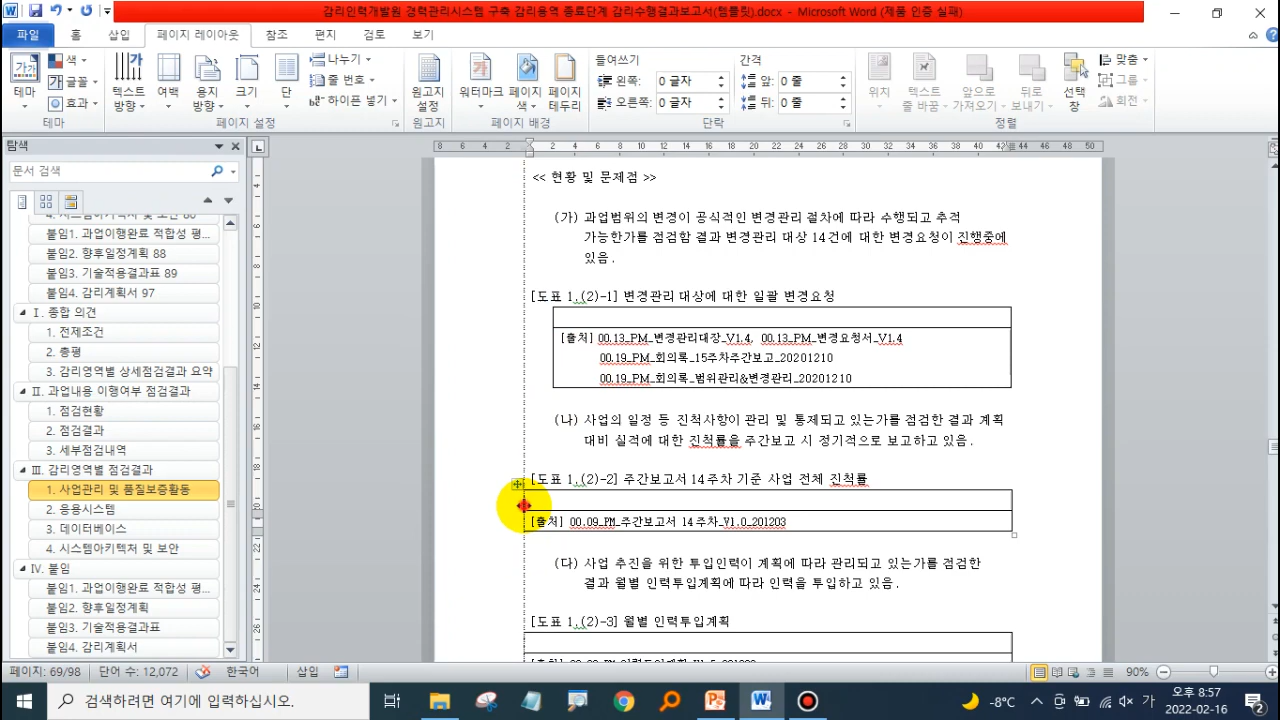 감리인력개발원 경력관리시스템 구축 감리용역 종료단계 감리수행결과보고서(템플릿).docx - Microsoft Word (제품 인증 실패)
파일 홈 삽입 페이지 레이아웃 참조 편지 검토 보기
테마
색
글꼴
효과
텍스트 방향
여백
용지 방향
크기
단
나누기
줄 번호
하이픈 넣기
원고지 설정
워터마크
페이지 색
페이지 테두리
들여쓰기
왼쪽: 0 글자
오른쪽: 0 글자
간격
앞: 0 줄
뒤: 0 줄
위치
텍스트 줄 바꿈
앞으로 가져오기
뒤로 보내기
선택 창
맞춤
그룹
회전
테마 페이지 설정 원고지 페이지 배경 단락 정렬
탐색
문서 검색
붙임1. 과업이행완료 적합성 평...
붙임2. 향후일정계획 88
붙임3. 기술적용결과표 89
붙임4. 감리계획서 97
I. 종합 의견
1. 전제조건
2. 총평
3. 감리영역별 상세점검결과 요약
II. 과업내용 이행여부 점검결과
1. 점검현황
2. 점검결과
3. 세부점검내역
III. 감리영역별 점검결과
1. 사업관리 및 품질보증활동
2. 응용시스템
3. 데이터베이스
4. 시스템아키텍처 및 보안
IV. 붙임
붙임1. 과업이행완료 적합성 평...
붙임2. 향후일정계획
붙임3. 기술적용결과표
붙임4. 감리계획서
8 6 4 2 2 4 6 8 10 12 14 16 18 20 22 24 26 28 30 32 34 36 38 40 42 44 46 48 50
<< 현황 및 문제점 >>
(가) 과업범위의 변경이 공식적인 변경관리 절차에 따라 수행되고 추적
가능한가를 점검함 결과 변경관리 대상 14건에 대한 변경요청이 진행중에
있음.
[도표 1.(2)-1] 변경관리 대상에 대한 일괄 변경요청
[출처] 00.13_PM_변경관리대장_V1.4, 00.13_PM_변경요청서_V1.4
00.19_PM_회의록_15주차주간보고_20201210
00.19_PM_회의록_범위관리&변경관리_20201210
(나) 사업의 일정 등 진척사항이 관리 및 통제되고 있는가를 점검한 결과 계획
대비 실적에 대한 진척률을 주간보고 시 정기적으로 보고하고 있음.
[도표 1.(2)-2] 주간보고서 14주차 기준 사업 전체 진척률
[출처] 00.09_PM_주간보고서 14주차_V1.0_201203
(다) 사업 추진을 위한 투입인력이 계획에 따라 관리되고 있는가를 점검한
결과 월별 인력투입계획에 따라 인력을 투입하고 있음.
[도표 1.(2)-3] 월별 인력투입계획
페이지: 69/98 단어 수: 12,072 한국어 삽입 90%
검색하려면 여기에 입력하십시오.
-8°C
가
오후 8:57
2022-02-16
2